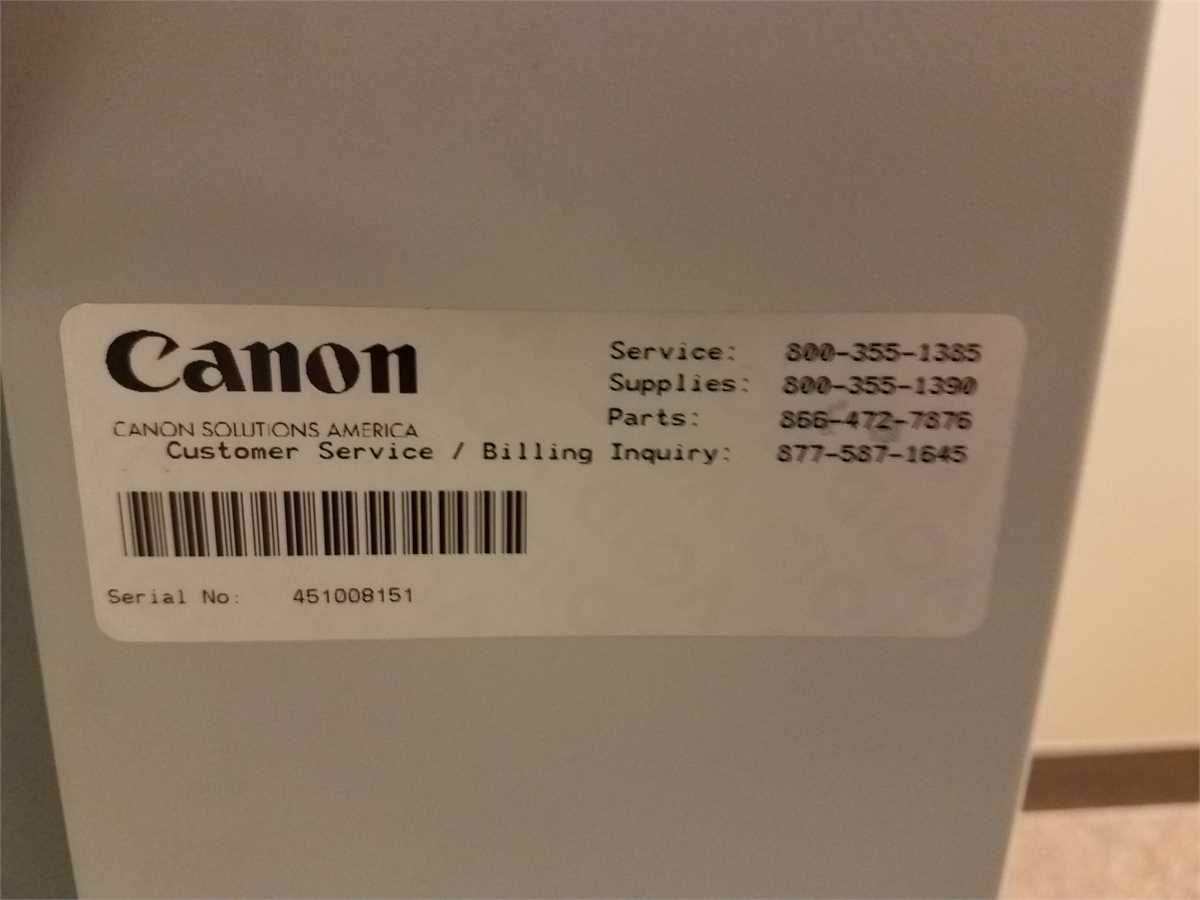 Canon
CANON SOLUTIONS AMERICA
Service: 800-355-1385
Supplies: 800-355-1390
Parts: 866-472-7876
Customer Service / Billing Inquiry: 877-587-1645
Serial No: 451008151